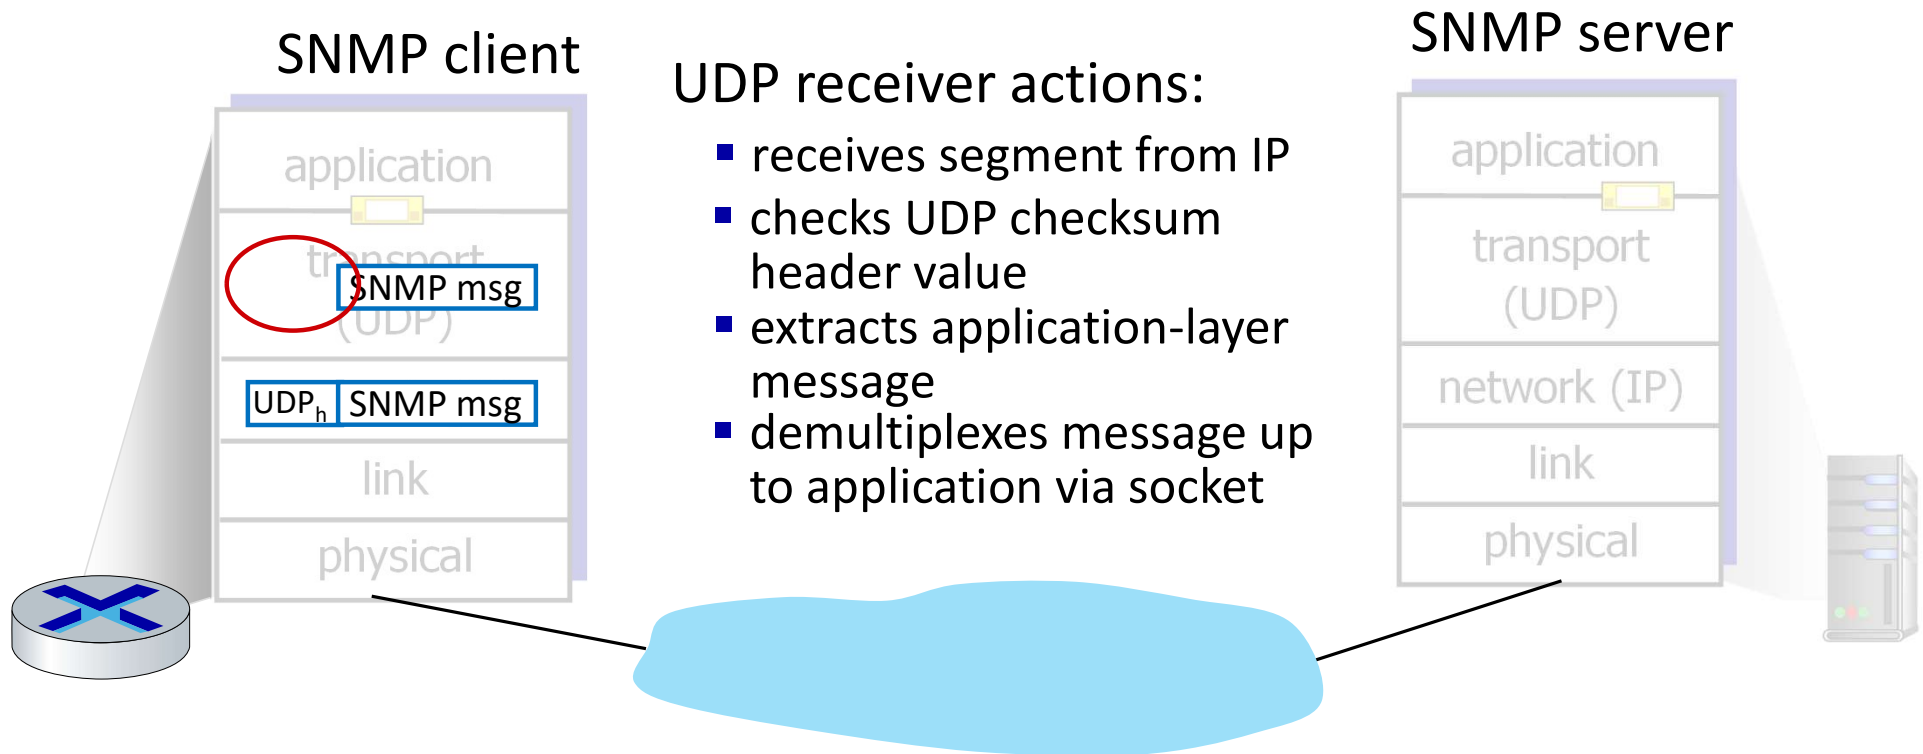 SNMP client
application
transport
SNMP msg
(UDP)
UDPh SNMP msg
link
physical
UDP receiver actions:
receives segment from IP
checks UDP checksum
header value
extracts application-layer
message
demultiplexes message up
to application via socket
SNMP server
application
transport
(UDP)
network (IP)
link
physical